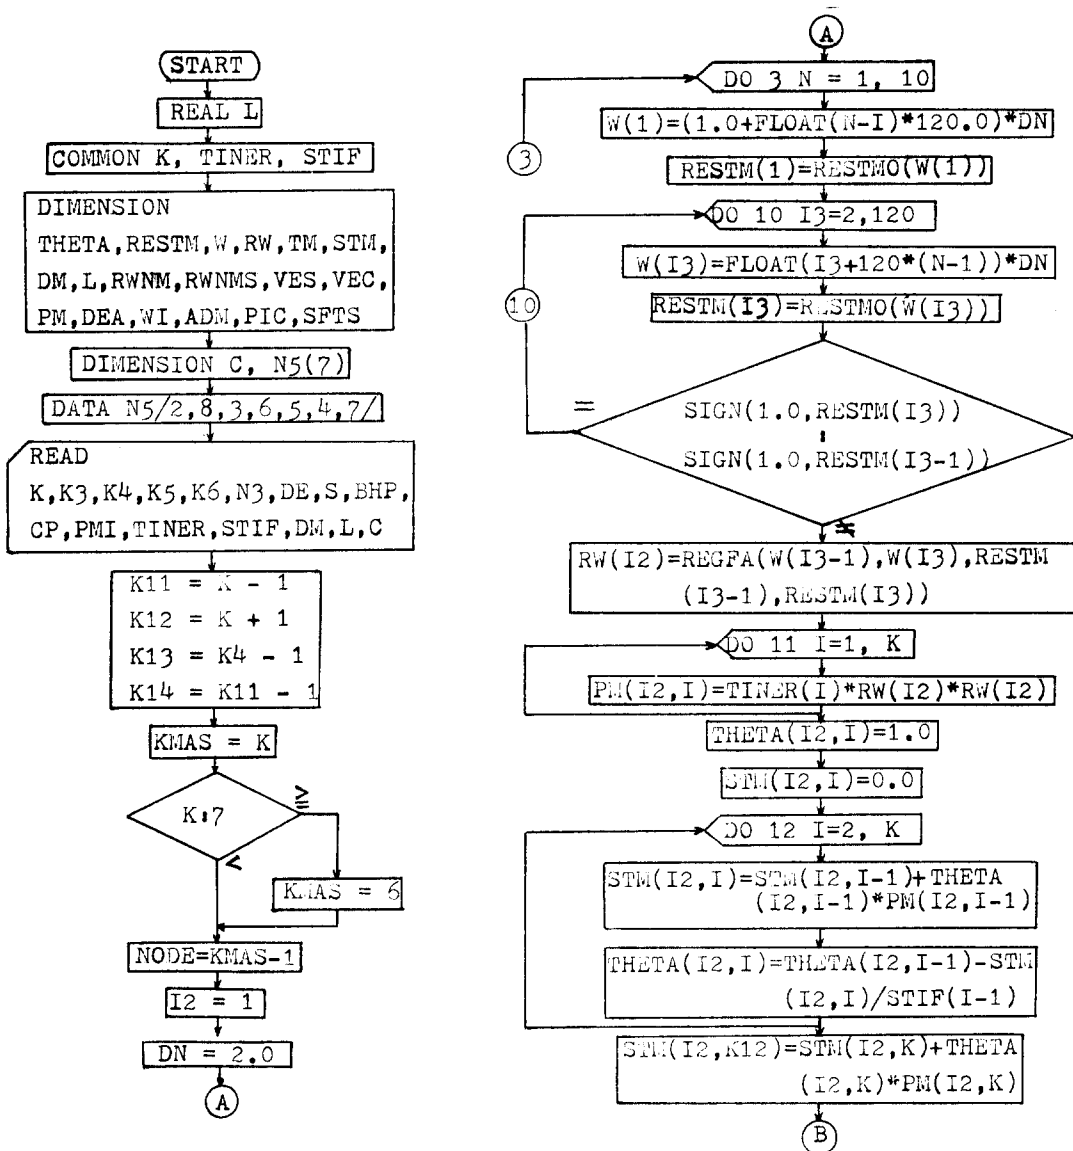 START
REAL L
COMMON K, TINER, STIF
DIMENSION
THETA,RESTM,W,RW,TM,STM,
DM,L,RWNM,RWNMS,VES,VEC,
PM,DEA,WI,ADM,PIC,SFTS
DIMENSION C, N5(7)
DATA N5/2,8,3,6,5,4,7/
READ
K,K3,K4,K5,K6,N3,DE,S,BHP,
CP,PMI,TINER,STIF,DM,L,C
K11 = K - 1
K12 = K + 1
K13 = K4 - 1
K14 = K11 - 1
KMAS = K
K:7
≥
<
KMAS = 6
NODE=KMAS-1
I2 = 1
DN = 2.0
A
A
DO 3 N = 1, 10
W(1)=(1.0+FLOAT(N-I)*120.0)*DN
3
RESTM(1)=RESTMO(W(1))
DO 10 I3=2,120
W(I3)=FLOAT(I3+120*(N-1))*DN
10
RESTM(I3)=RESTMO(W(I3))
=
SIGN(1.0,RESTM(I3))
:
SIGN(1.0,RESTM(I3-1))
≠
RW(I2)=REGFA(W(I3-1),W(I3),RESTM
(I3-1),RESTM(I3))
DO 11 I=1, K
PM(I2,I)=TINER(I)*RW(I2)*RW(I2)
THETA(I2,I)=1.0
STM(I2,I)=0.0
DO 12 I=2, K
STM(I2,I)=STM(I2,I-1)+THETA
(I2,I-1)*PM(I2,I-1)
THETA(I2,I)=THETA(I2,I-1)-STM
(I2,I)/STIF(I-1)
STM(I2,K12)=STM(I2,K)+THETA
(I2,K)*PM(I2,K)
B